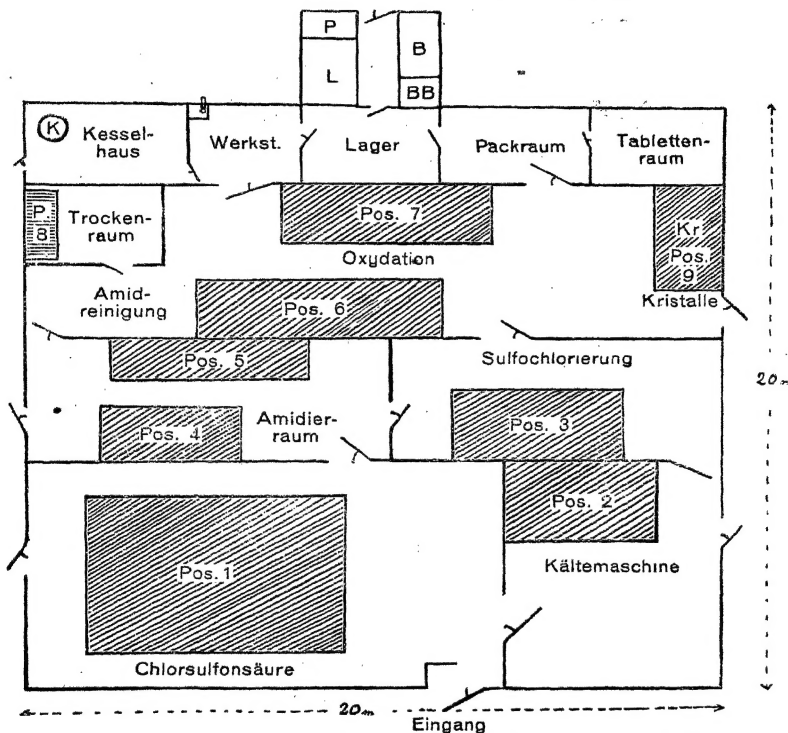 P
B
L
BB
K
Kessel-
haus
Werkst.
Lager
Packraum
Tabletten-
raum
P.
8
Trocken-
raum
Pos. 7
Oxydation
Kr
Pos.
9
Kristalle
Amid-
reinigung
Pos. 6
Pos. 5
Sulfochlorierung
20m
Pos. 4
Amidier-
raum
Pos. 3
Pos. 2
Pos. 1
Kältemaschine
Chlorsulfonsäure
20m
Eingang